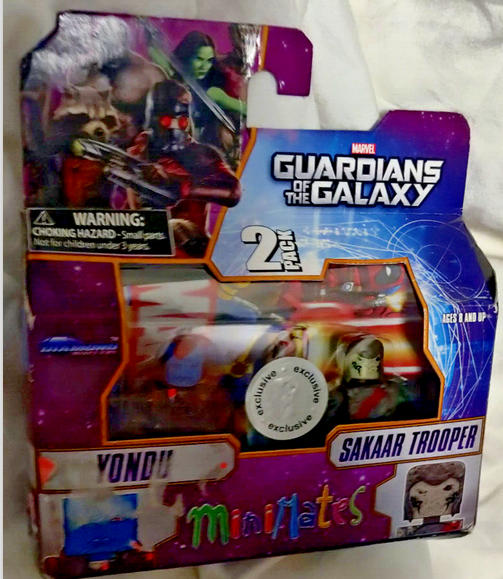 WARNING:
CHOKING HAZARD - Small parts.
Not for children under 3 years.
MARVEL
GUARDIANS
OF THE
GALAXY
2 PACK
AGES 8 AND UP
DIAMOND
exclusive exclusive exclusive
YONDU
SAKAAR TROOPER
MiniMates